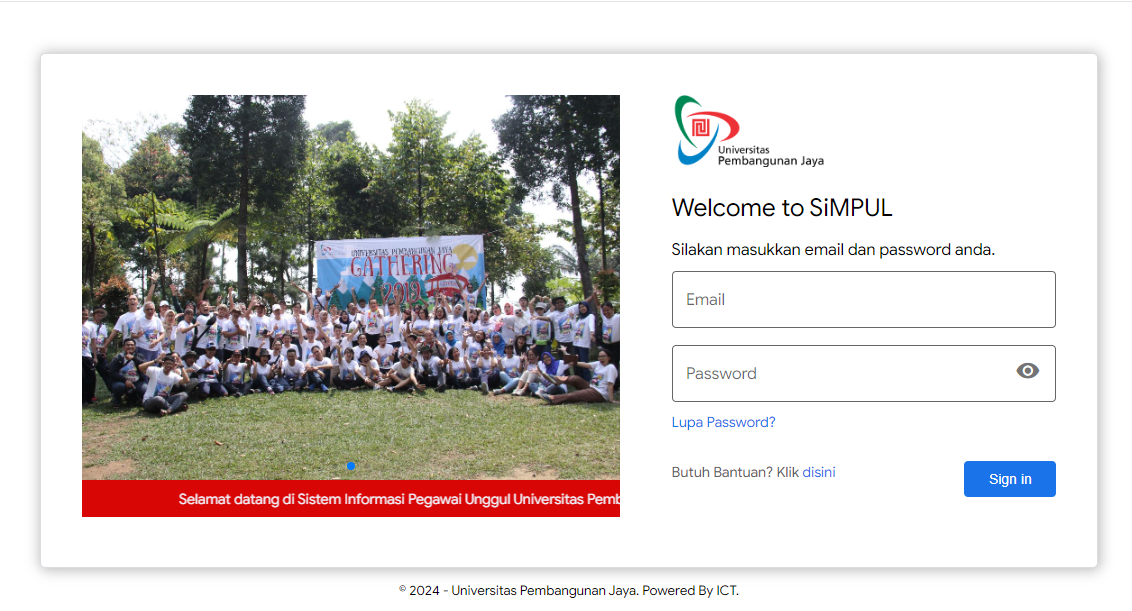 UNIVERSITAS PEMBANGUNAN JAYA
GATHERING
2019
Selamat datang di Sistem Informasi Pegawai Unggul Universitas Pemb
Universitas
Pembangunan Jaya
Welcome to SiMPUL
Silakan masukkan email dan password anda.
Email
Password
Lupa Password?
Butuh Bantuan? Klik disini
Sign in
© 2024 - Universitas Pembangunan Jaya. Powered By ICT.